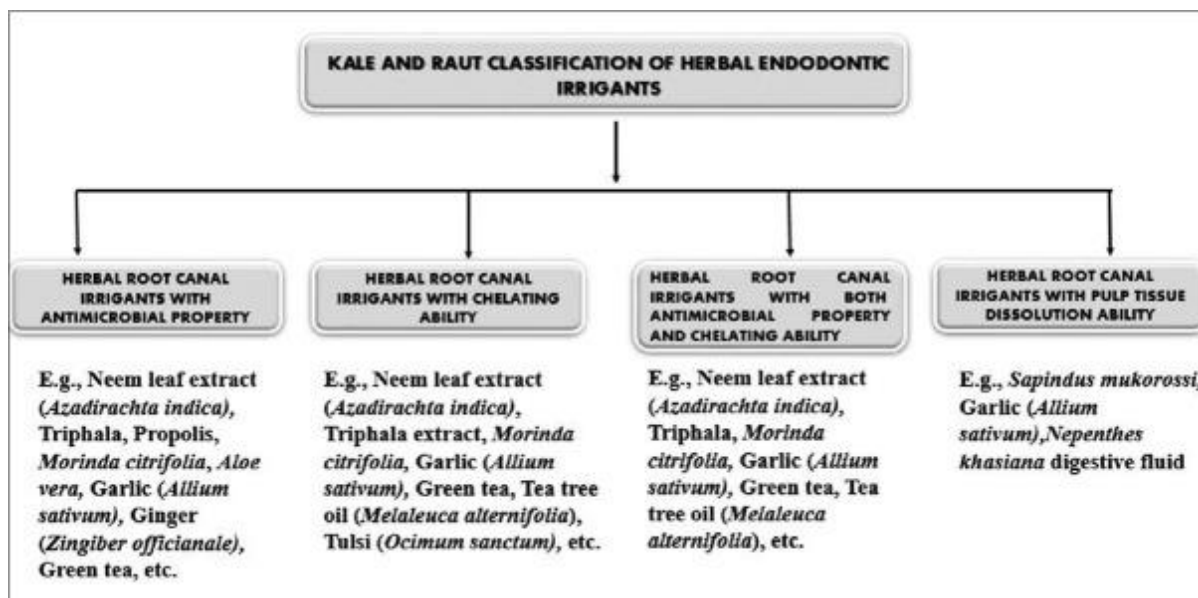 KALE AND RAUT CLASSIFICATION OF HERBAL ENDODONTIC
IRRIGANTS
HERBAL ROOT CANAL
IRRIGANTS WITH
ANTIMICROBIAL PROPERTY
E.g., Neem leaf extract
(Azadirachta indica),
Triphala, Propolis,
Morinda citrifolia, Aloe
vera, Garlic (Allium
sativum), Ginger
(Zingiber officianale),
Green tea, etc.
HERBAL ROOT CANAL
IRRIGANTS WITH CHELATING
ABILITY
E.g., Neem leaf extract
(Azadirachta indica),
Triphala extract, Morinda
citrifolia, Garlic (Allium
sativum), Green tea, Tea tree
oil (Melaleuca alternifolia),
Tulsi (Ocimum sanctum), etc.
HERBAL ROOT CANAL
IRRIGANTS WITH BOTH
ANTIMICROBIAL PROPERTY
AND CHELATING ABILITY
E.g., Neem leaf extract
(Azadirachta indica),
Triphala, Morinda
citrifolia, Garlic (Allium
sativum), Green tea, Tea
tree oil (Melaleuca
alternifolia), etc.
HERBAL ROOT CANAL
IRRIGANTS WITH PULP TISSUE
DISSOLUTION ABILITY
E.g., Sapindus mukorossi,
Garlic (Allium
sativum),Nepenthes
khasiana digestive fluid